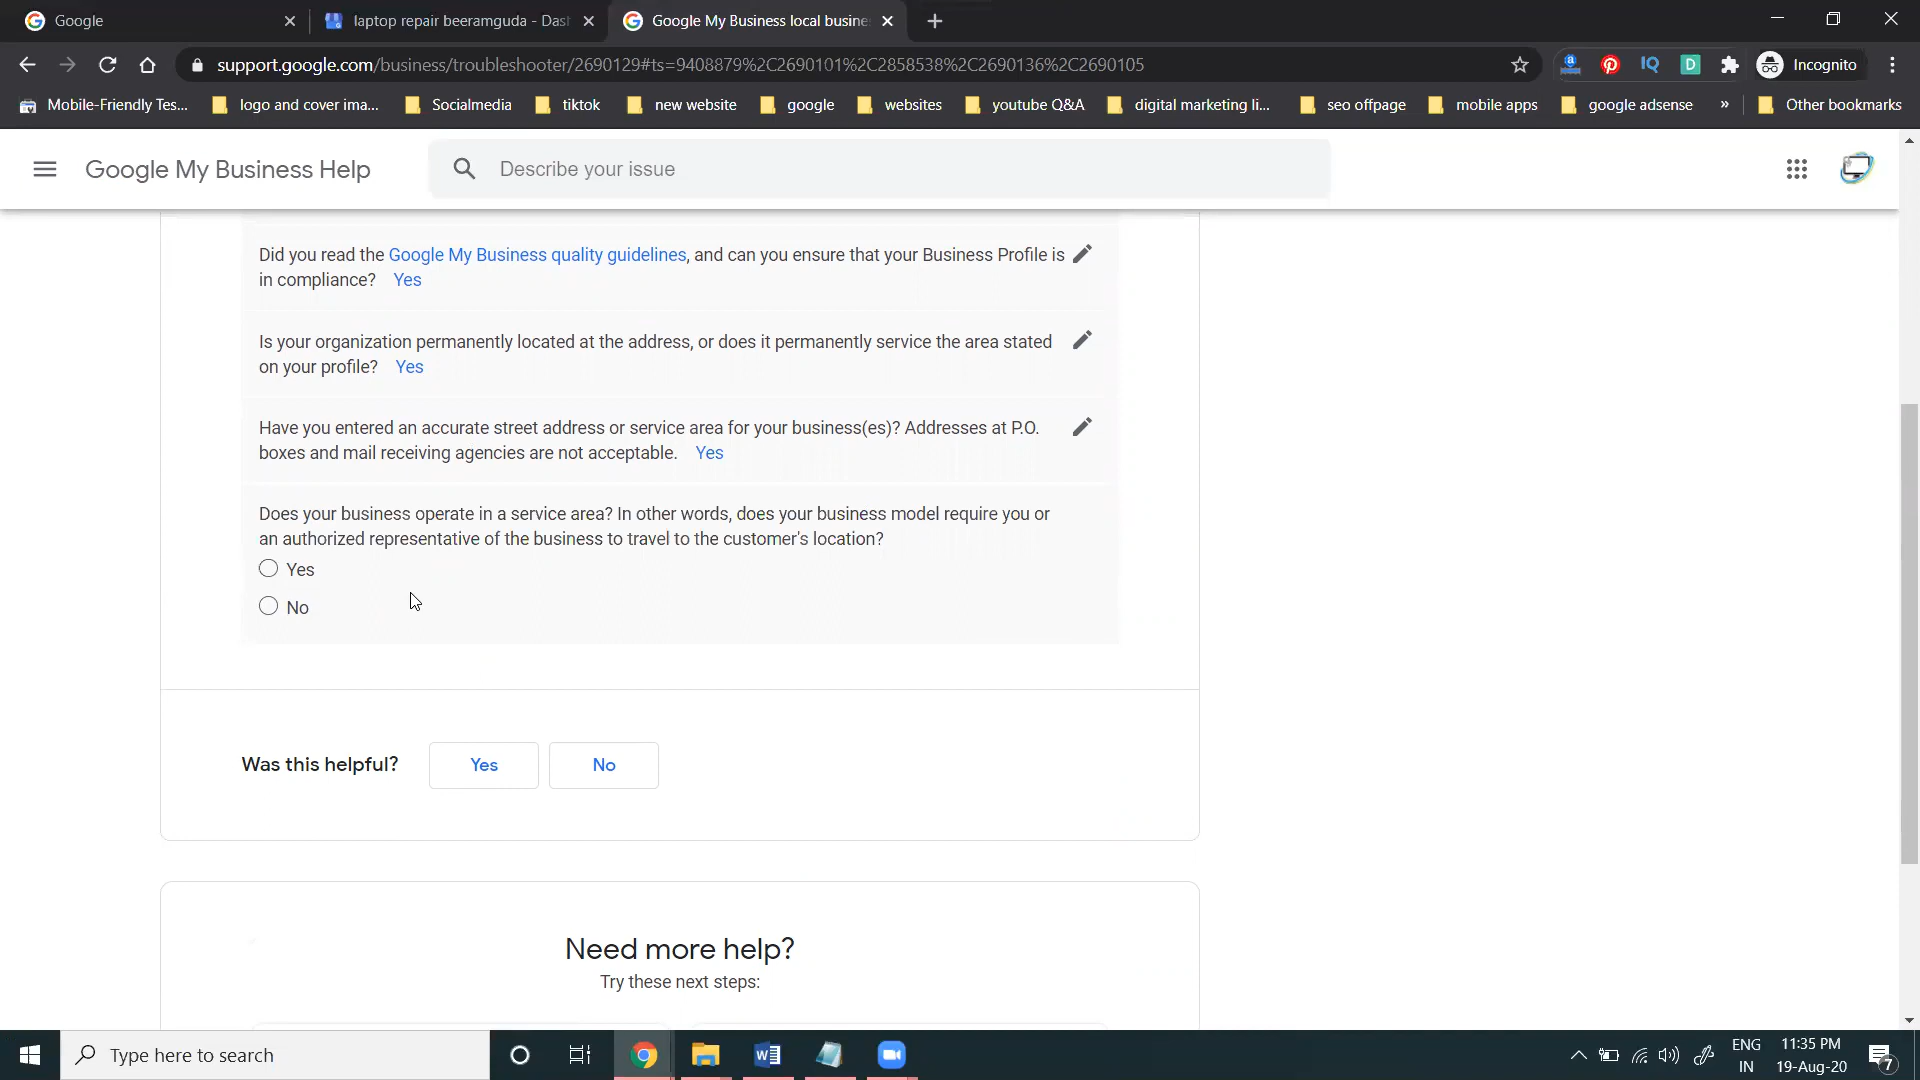 Google
laptop repair beeramguda - Das
Google My Business local busine
support.google.com/business/troubleshooter/2690129#ts=9408879%2C2690101%2C2858538%2C2690136%2C2690105
Incognito
Mobile-Friendly Tes...
logo and cover ima...
Socialmedia
tiktok
new website
google
websites
youtube Q&A
digital marketing li...
seo offpage
mobile apps
google adsense
»
Other bookmarks
Google My Business Help
Describe your issue
Did you read the Google My Business quality guidelines, and can you ensure that your Business Profile is
in compliance? Yes
Is your organization permanently located at the address, or does it permanently service the area stated
on your profile? Yes
Have you entered an accurate street address or service area for your business(es)? Addresses at P.O.
boxes and mail receiving agencies are not acceptable. Yes
Does your business operate in a service area? In other words, does your business model require you or
an authorized representative of the business to travel to the customer's location?
Yes
No
Was this helpful? Yes No
Need more help?
Try these next steps:
Type here to search
ENG
IN
11:35 PM
19-Aug-20
7